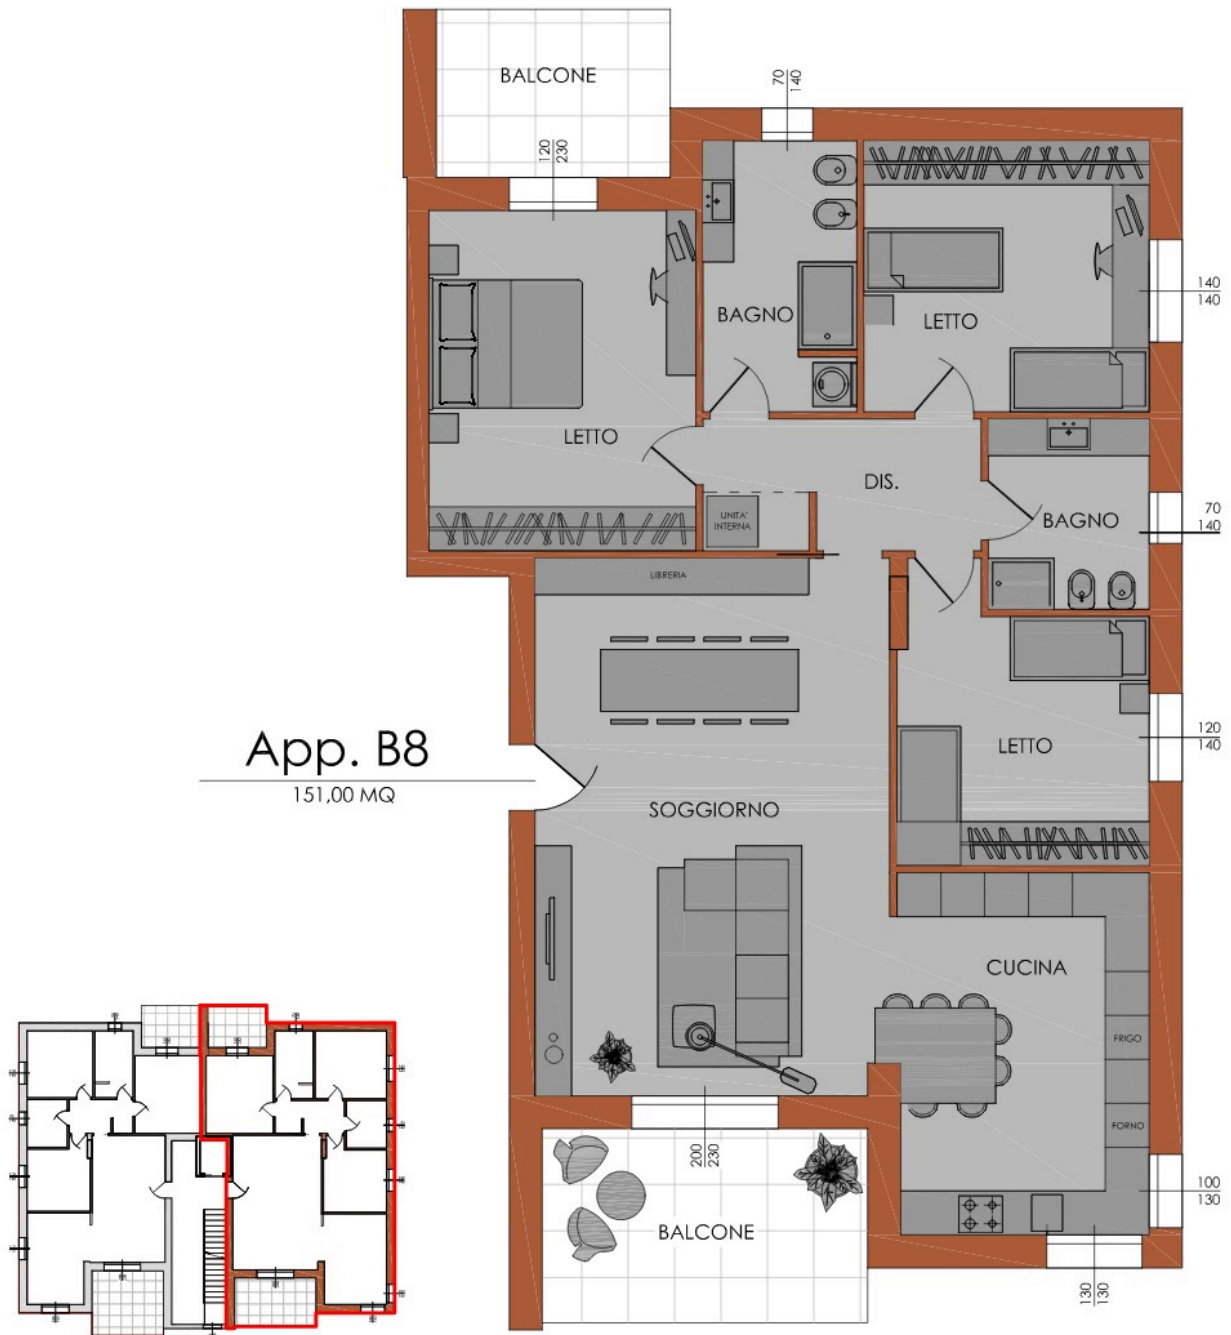 BALCONE
70
140
120
230
BAGNO
LETTO
140
140
LETTO
DIS.
UNITA'
INTERNA
BAGNO
70
140
LIBRERIA
App. B8
151,00 MQ
LETTO
120
140
SOGGIORNO
CUCINA
FRIGO
FORNO
200
230
BALCONE
100
130
130
130